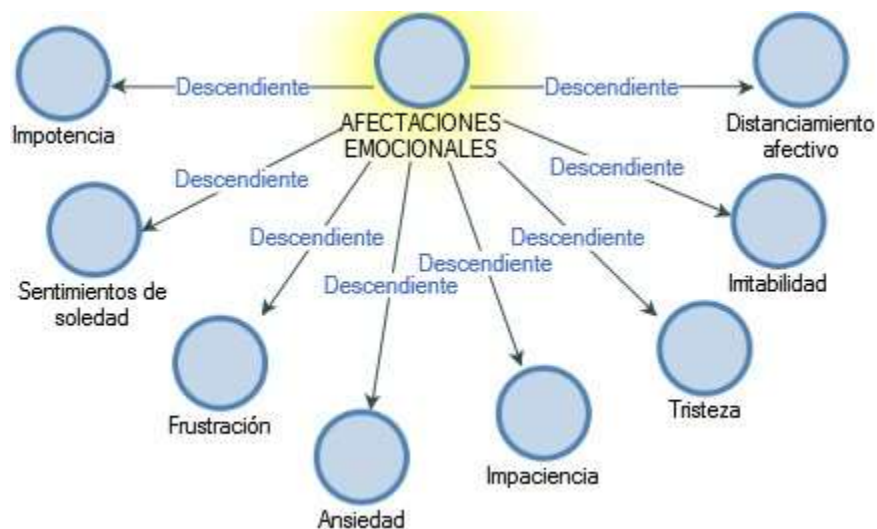 Descendiente
Descendiente
Impotencia
AFECTACIONES
EMOCIONALES
Distanciamiento
afectivo
Descendiente
Descendiente
Descendiente
Descendiente
Descendiente
Descendiente
Sentimientos de
soledad
Irritabilidad
Frustración
Tristeza
Impaciencia
Ansiedad